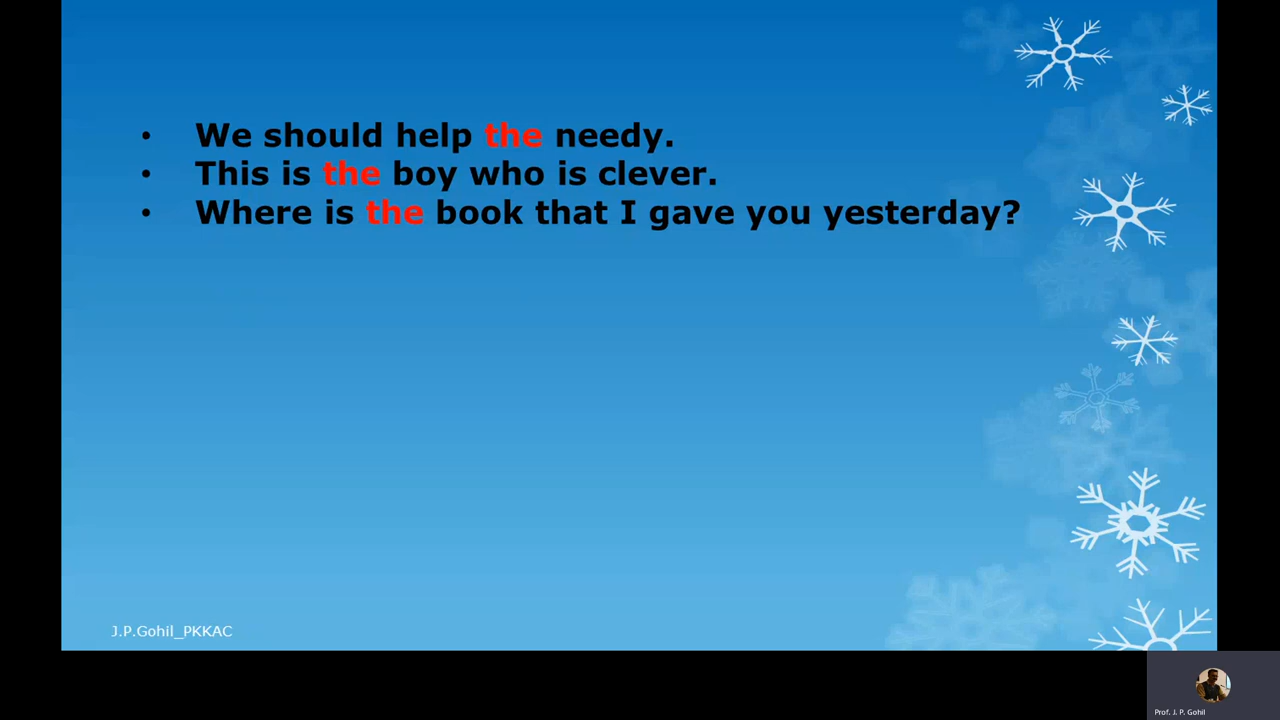 • We should help the needy.
• This is the boy who is clever.
• Where is the book that I gave you yesterday?
J.P.Gohil_PKKAC
Prof. J. P. Gohil